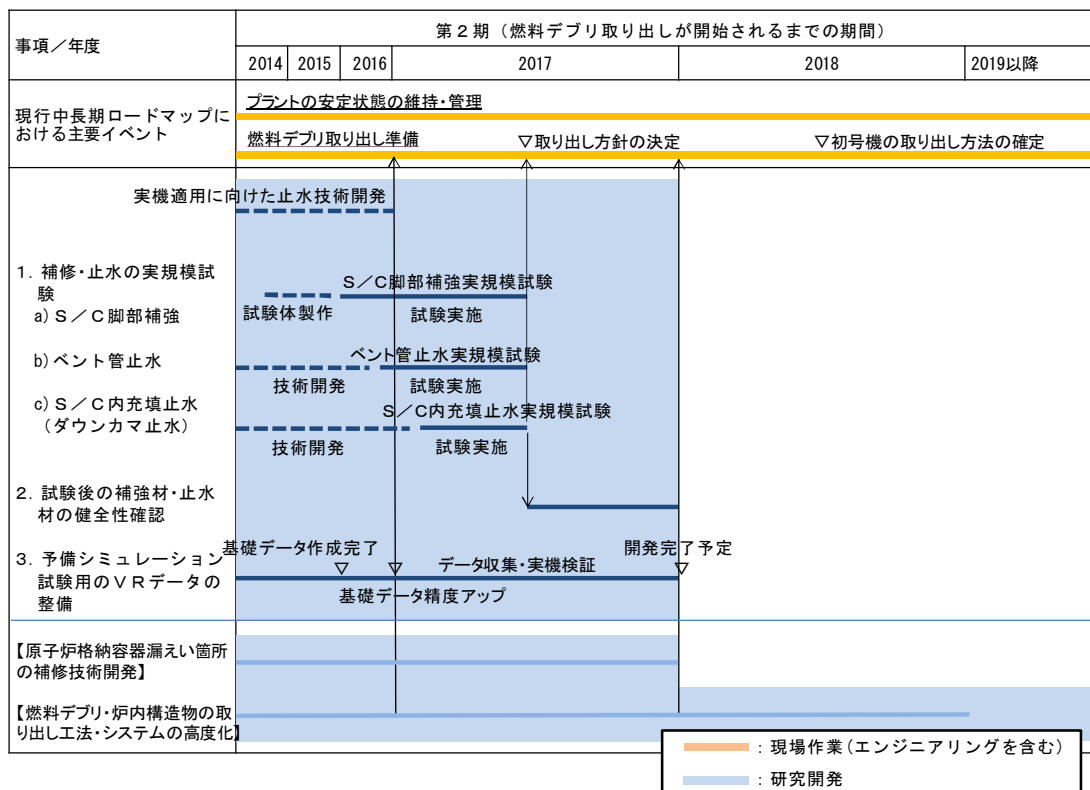 事項／年度
第２期（燃料デブリ取り出しが開始されるまでの期間）
2014
2015
2016
2017
2018
2019以降
現行中長期ロードマップに
おける主要イベント
プラントの安定状態の維持・管理
燃料デブリ取り出し準備
▽取り出し方針の決定
▽初号機の取り出し方法の確定
実機適用に向けた止水技術開発
1．補修・止水の実規模試
験
a)Ｓ／Ｃ脚部補強
Ｓ／Ｃ脚部補強実規模試験
試験体製作
試験実施
b)ベント管止水
ベント管止水実規模試験
技術開発
試験実施
c)Ｓ／Ｃ内充填止水
（ダウンカマ止水）
Ｓ／Ｃ内充填止水実規模試験
技術開発
試験実施
2．試験後の補強材・止水
材の健全性確認
3．予備シミュレーション
試験用のＶＲデータの
整備
基礎データ作成完了
▽
▽
データ収集・実機検証
基礎データ精度アップ
開発完了予定
▽
【原子炉格納容器漏えい箇所
の補修技術開発】
【燃料デブリ・炉内構造物の取
り出し工法・システムの高度化】
：現場作業（エンジニアリングを含む）
：研究開発